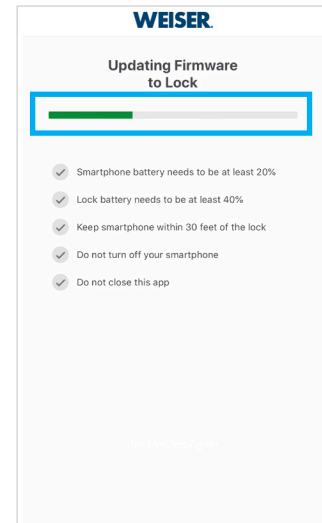 WEISER
Updating Firmware
to Lock
Smartphone battery needs to be at least 20%
Lock battery needs to be at least 40%
Keep smartphone within 30 feet of the lock
Do not turn off your smartphone
Do not close this app